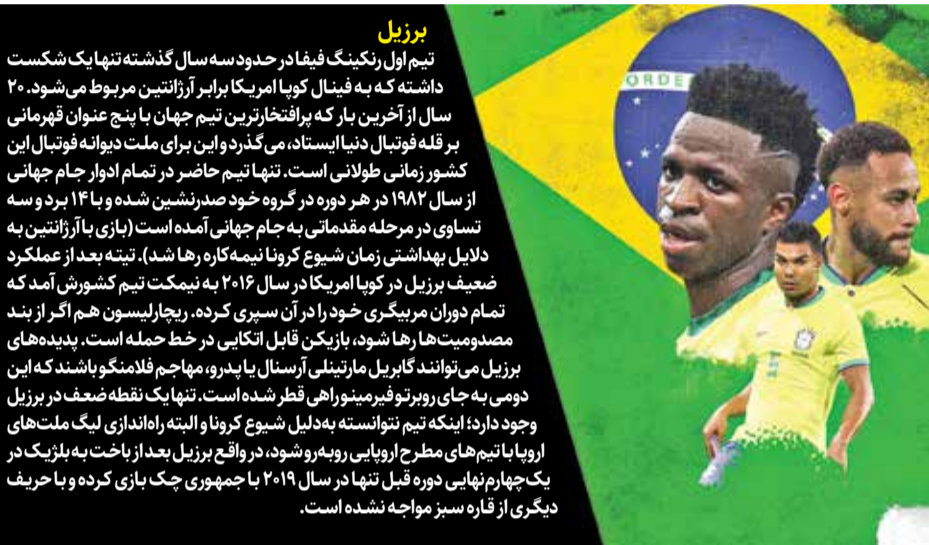 برزیل
تیم اول رنکینگ فیفا در حدود سه سال گذشته تنها یک شکست
داشته که به فینال کوپا امریکا برابر آرژانتین مربوط می‌شود. ۲۰
سال از آخرین بار که پرافتخارترین تیم جهان با پنج عنوان قهرمانی
بر قله فوتبال دنیا ایستاد، می‌گذرد و این برای ملت دیوانه فوتبال این
کشور زمانی طولانی است. تنها تیم حاضر در تمام ادوار جام جهانی
از سال ۱۹۸۲ در هر دوره در گروه خود صدرنشین شده و با ۱۴ برد و سه
تساوی در مرحله مقدماتی به جام جهانی آمده است (بازی با آرژانتین به
دلایل بهداشتی زمان شیوع کرونا نیمه‌کاره رها شد). تیته بعد از عملکرد
ضعیف برزیل در کوپا امریکا در سال ۲۰۱۶ به نیمکت تیم کشورش آمد که
تمام دوران مربیگری خود را در آن سپری کرده. ریچارلیسون هم اگر از بند
مصدومیت‌ها رها شود، بازیکن قابل اتکایی در خط حمله است. پدیده‌های
برزیل می‌توانند گابریل مارتینلی آرسنال یا پدرو، مهاجم فلامنگو باشند که این
دومی به جای روبرتو فیرمینو راهی قطر شده است. تنها یک نقطه ضعف در برزیل
وجود دارد؛ اینکه تیم نتوانسته به‌دلیل شیوع کرونا و البته راه‌اندازی لیگ ملت‌های
اروپا با تیم‌های مطرح اروپایی روبه‌رو شود، در واقع برزیل بعد از باخت به بلژیک در
یک‌چهارم‌نهایی دوره قبل تنها در سال ۲۰۱۹ با جمهوری چک بازی کرده و با حریف
دیگری از قاره سبز مواجه نشده است.
ORDE